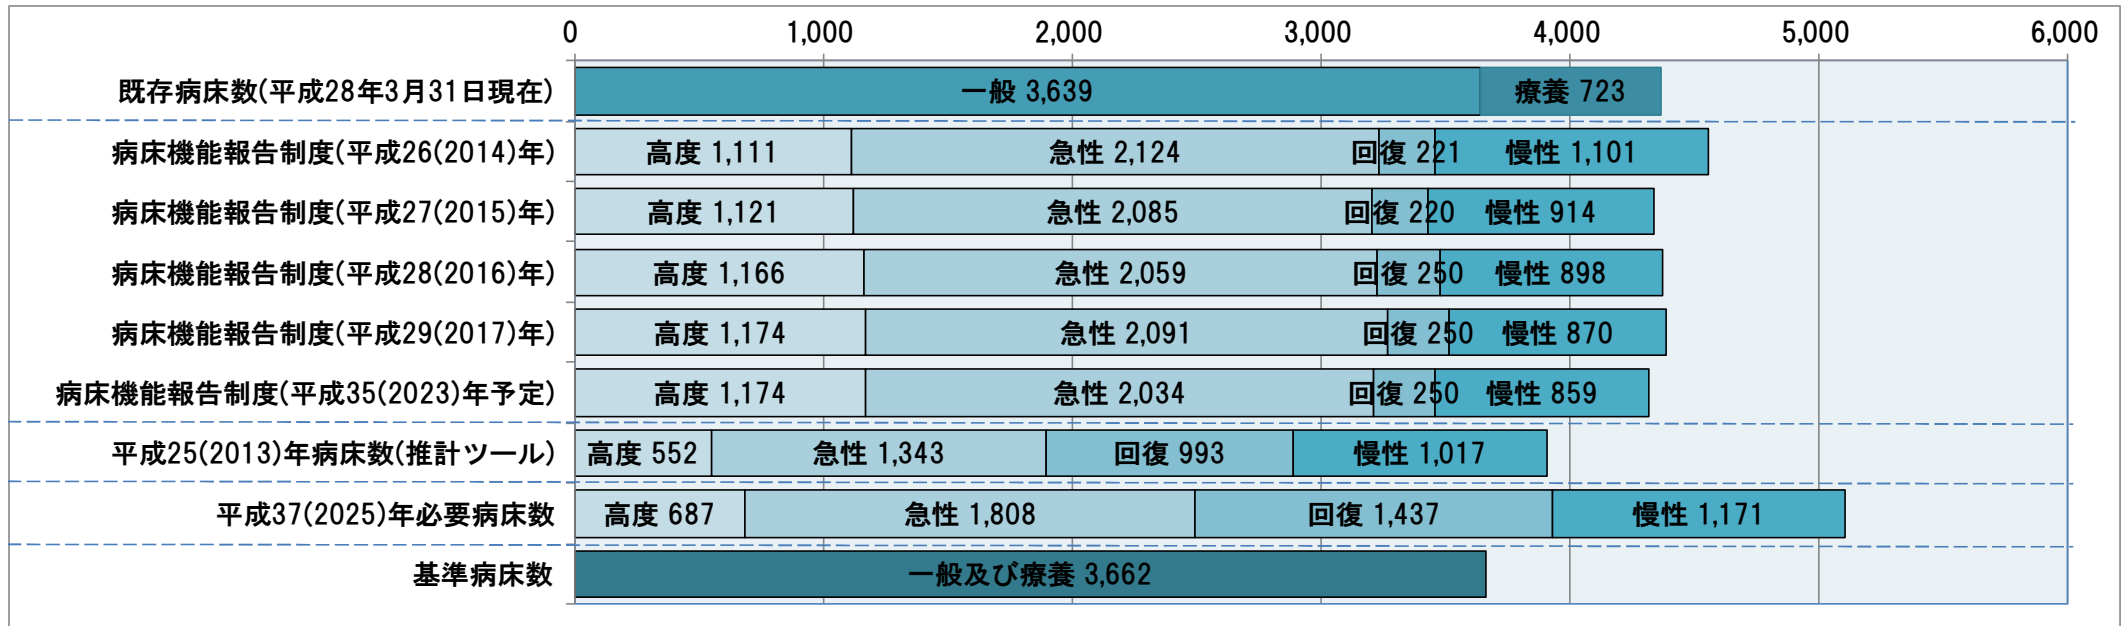 0 1,000 2,000 3,000 4,000 5,000 6,000
既存病床数(平成28年3月31日現在) 一般 3,639 療養 723
病床機能報告制度(平成26(2014)年) 高度 1,111 急性 2,124 回復 221 慢性 1,101
病床機能報告制度(平成27(2015)年) 高度 1,121 急性 2,085 回復 220 慢性 914
病床機能報告制度(平成28(2016)年) 高度 1,166 急性 2,059 回復 250 慢性 898
病床機能報告制度(平成29(2017)年) 高度 1,174 急性 2,091 回復 250 慢性 870
病床機能報告制度(平成35(2023)年予定) 高度 1,174 急性 2,034 回復 250 慢性 859
平成25(2013)年病床数(推計ツール) 高度 552 急性 1,343 回復 993 慢性 1,017
平成37(2025)年必要病床数 高度 687 急性 1,808 回復 1,437 慢性 1,171
基準病床数 一般及び療養 3,662